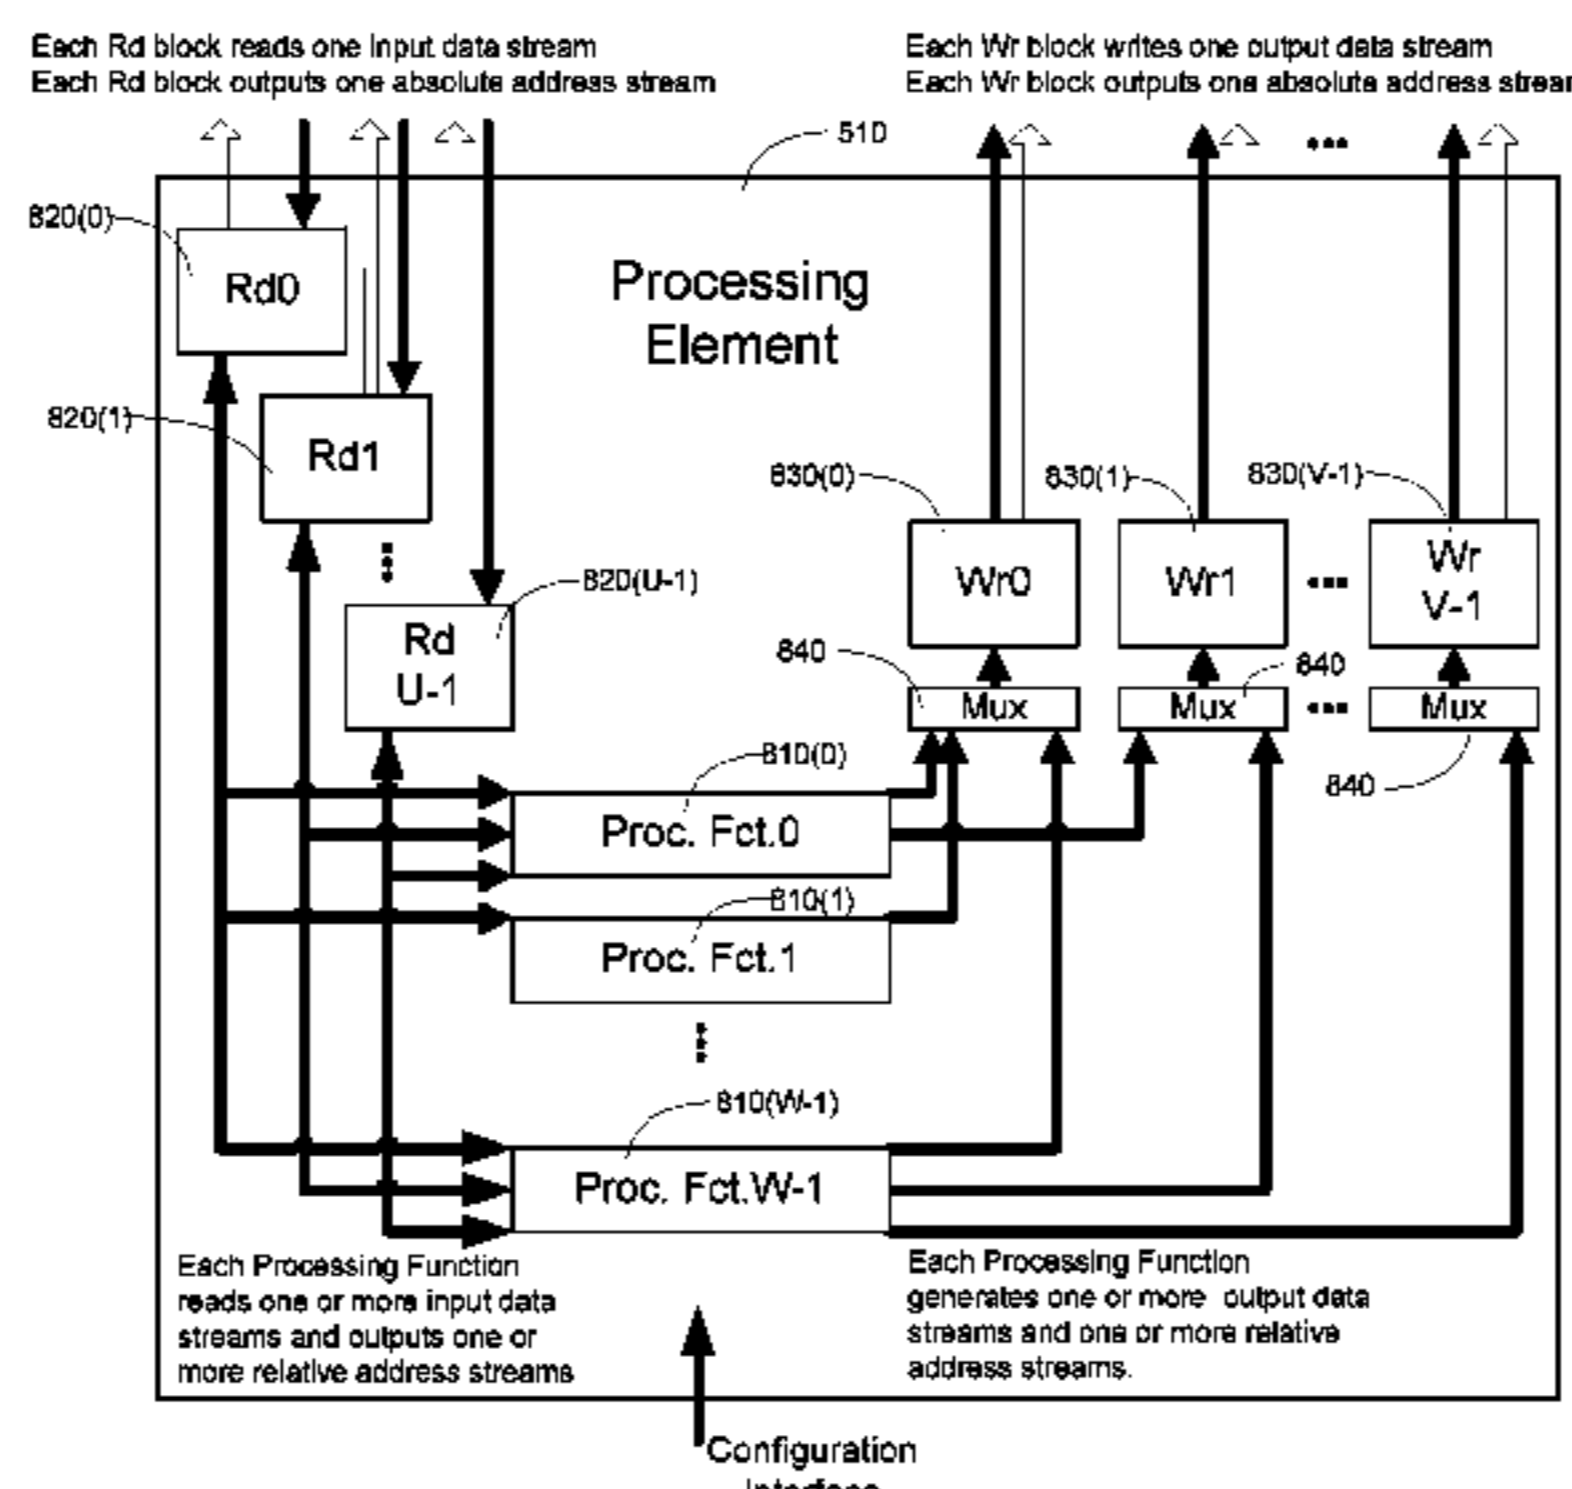 Each Rd block reads one input data stream
Each Rd block outputs one absolute address stream
Each Wr block writes one output data stream
Each Wr block outputs one absolute address strear
510
820(0)
Rd0
Processing
Element
820(1)
Rd1
830(0)
830(1)
830(V-1)
820(U-1)
Rd
U-1
Wr0
Wr1
Wr
V-1
840
840
Mux
Mux
Mux
840
810(0)
Proc. Fct.0
810(1)
Proc. Fct.1
810(W-1)
Proc. Fct.W-1
Each Processing Function
reads one or more input data
streams and outputs one or
more relative address streams
Each Processing Function
generates one or more output data
streams and one or more relative
address streams.
Configuration